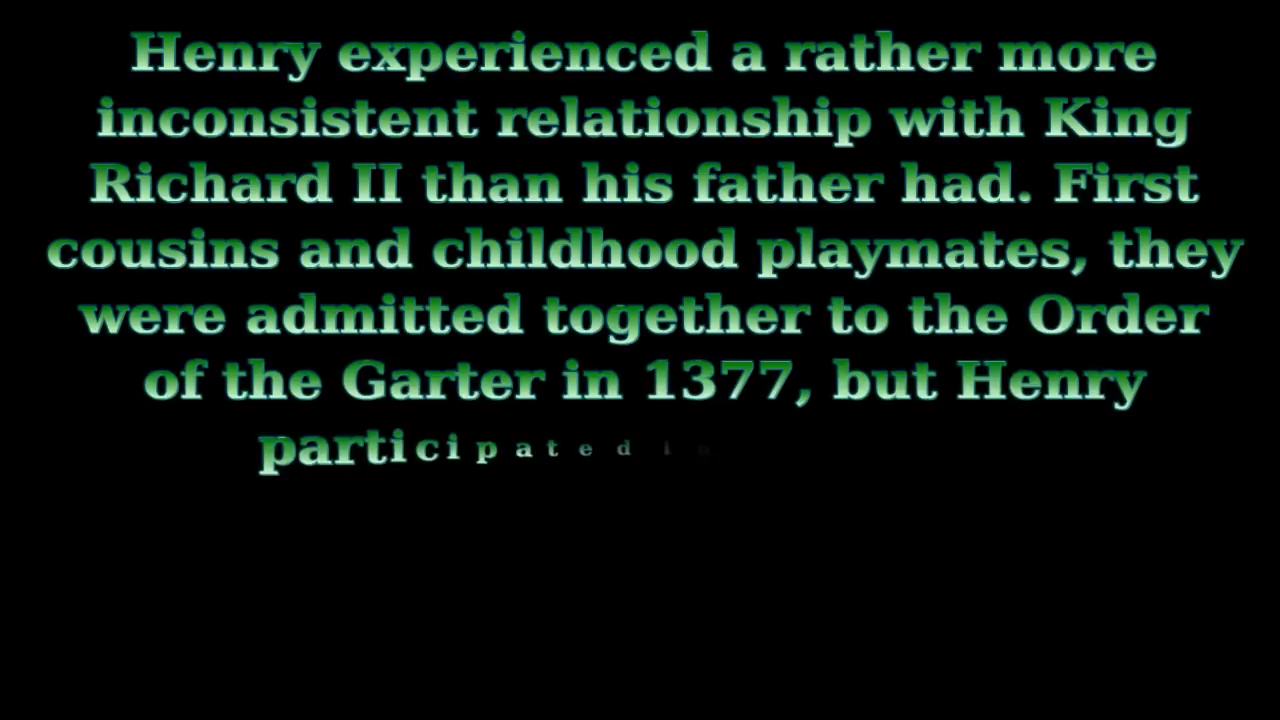 Henry experienced a rather more
inconsistent relationship with King
Richard II than his father had. First
cousins and childhood playmates, they
were admitted together to the Order
of the Garter in 1377, but Henry
participated in